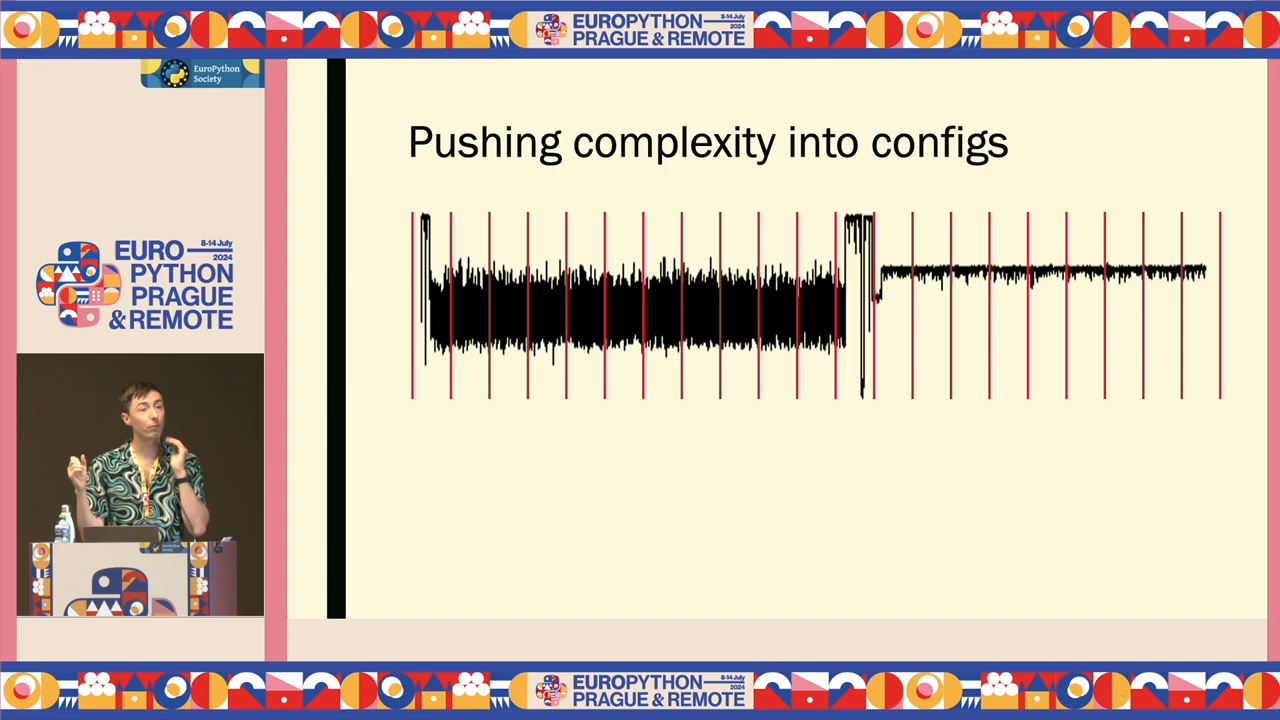 EUROPYTHON
8-14 July
2024
PRAGUE & REMOTE
EuroPython
Society
Pushing complexity into configs
EURO
8-14 July
2024
PYTHON
PRAGUE
& REMOTE
EUROPYTHON
8-14 July
2024
PRAGUE & REMOTE